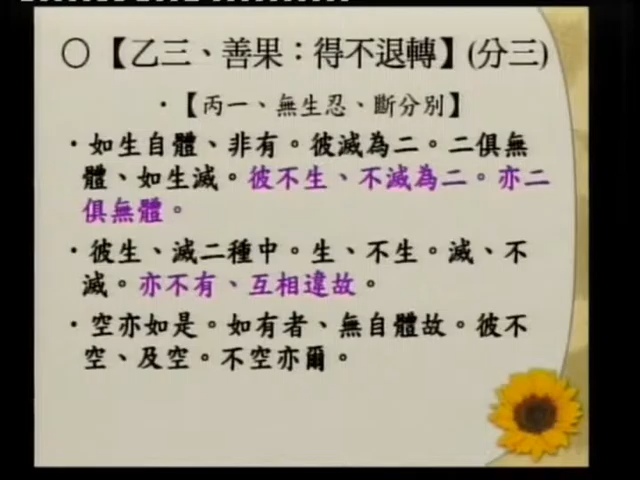 ○【乙三、善果：得不退轉】(分三)
・【丙一、無生忍、斷分別】
・如生自體、非有。彼滅為二。二俱無
體、如生滅。彼不生、不滅為二。亦二
俱無體。
・彼生、滅二種中。生、不生。滅、不
滅。亦不有、互相違故。
・空亦如是。如有者、無自體故。彼不
空、及空。不空亦爾。